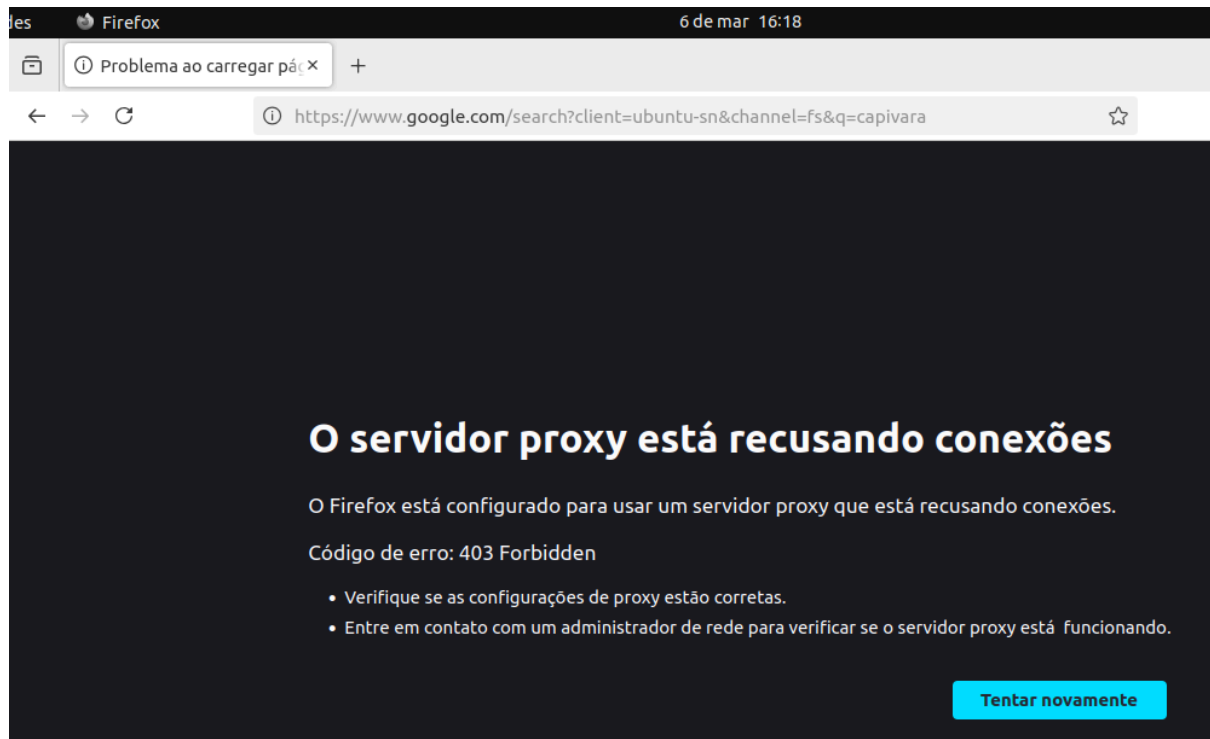 des Firefox 6 de mar 16:18
Problema ao carregar pág
https://www.google.com/search?client=ubuntu-sn&channel=fs&q=capivara
O servidor proxy está recusando conexões
O Firefox está configurado para usar um servidor proxy que está recusando conexões.
Código de erro: 403 Forbidden
• Verifique se as configurações de proxy estão corretas.
• Entre em contato com um administrador de rede para verificar se o servidor proxy está funcionando.
Tentar novamente